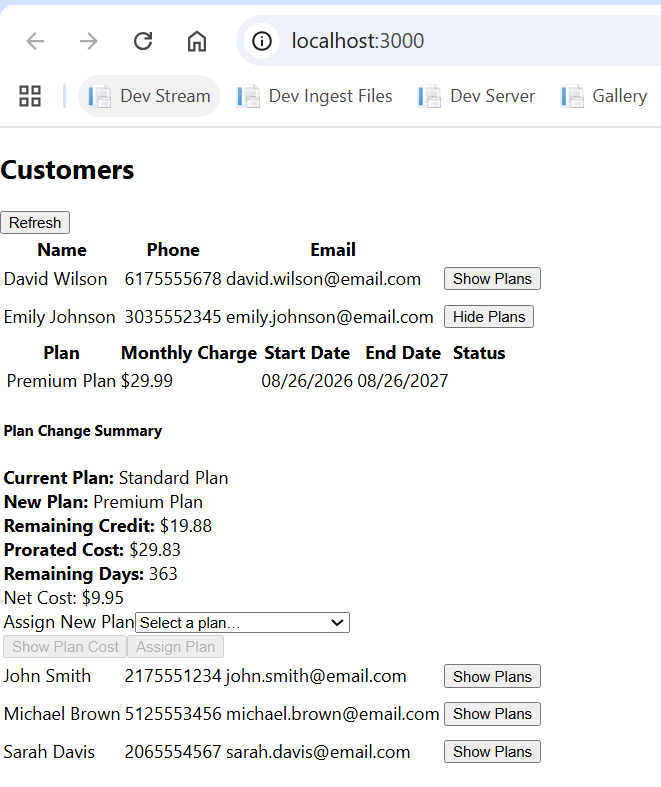 localhost:3000
Dev Stream Dev Ingest Files Dev Server Gallery
Customers
Refresh
Name Phone Email
David Wilson 6175555678 david.wilson@email.com Show Plans
Emily Johnson 3035552345 emily.johnson@email.com Hide Plans
Plan Monthly Charge Start Date End Date Status
Premium Plan $29.99 08/26/2026 08/26/2027
Plan Change Summary
Current Plan: Standard Plan
New Plan: Premium Plan
Remaining Credit: $19.88
Prorated Cost: $29.83
Remaining Days: 363
Net Cost: $9.95
Assign New Plan Select a plan...
Show Plan Cost Assign Plan
John Smith 2175551234 john.smith@email.com Show Plans
Michael Brown 5125553456 michael.brown@email.com Show Plans
Sarah Davis 2065554567 sarah.davis@email.com Show Plans